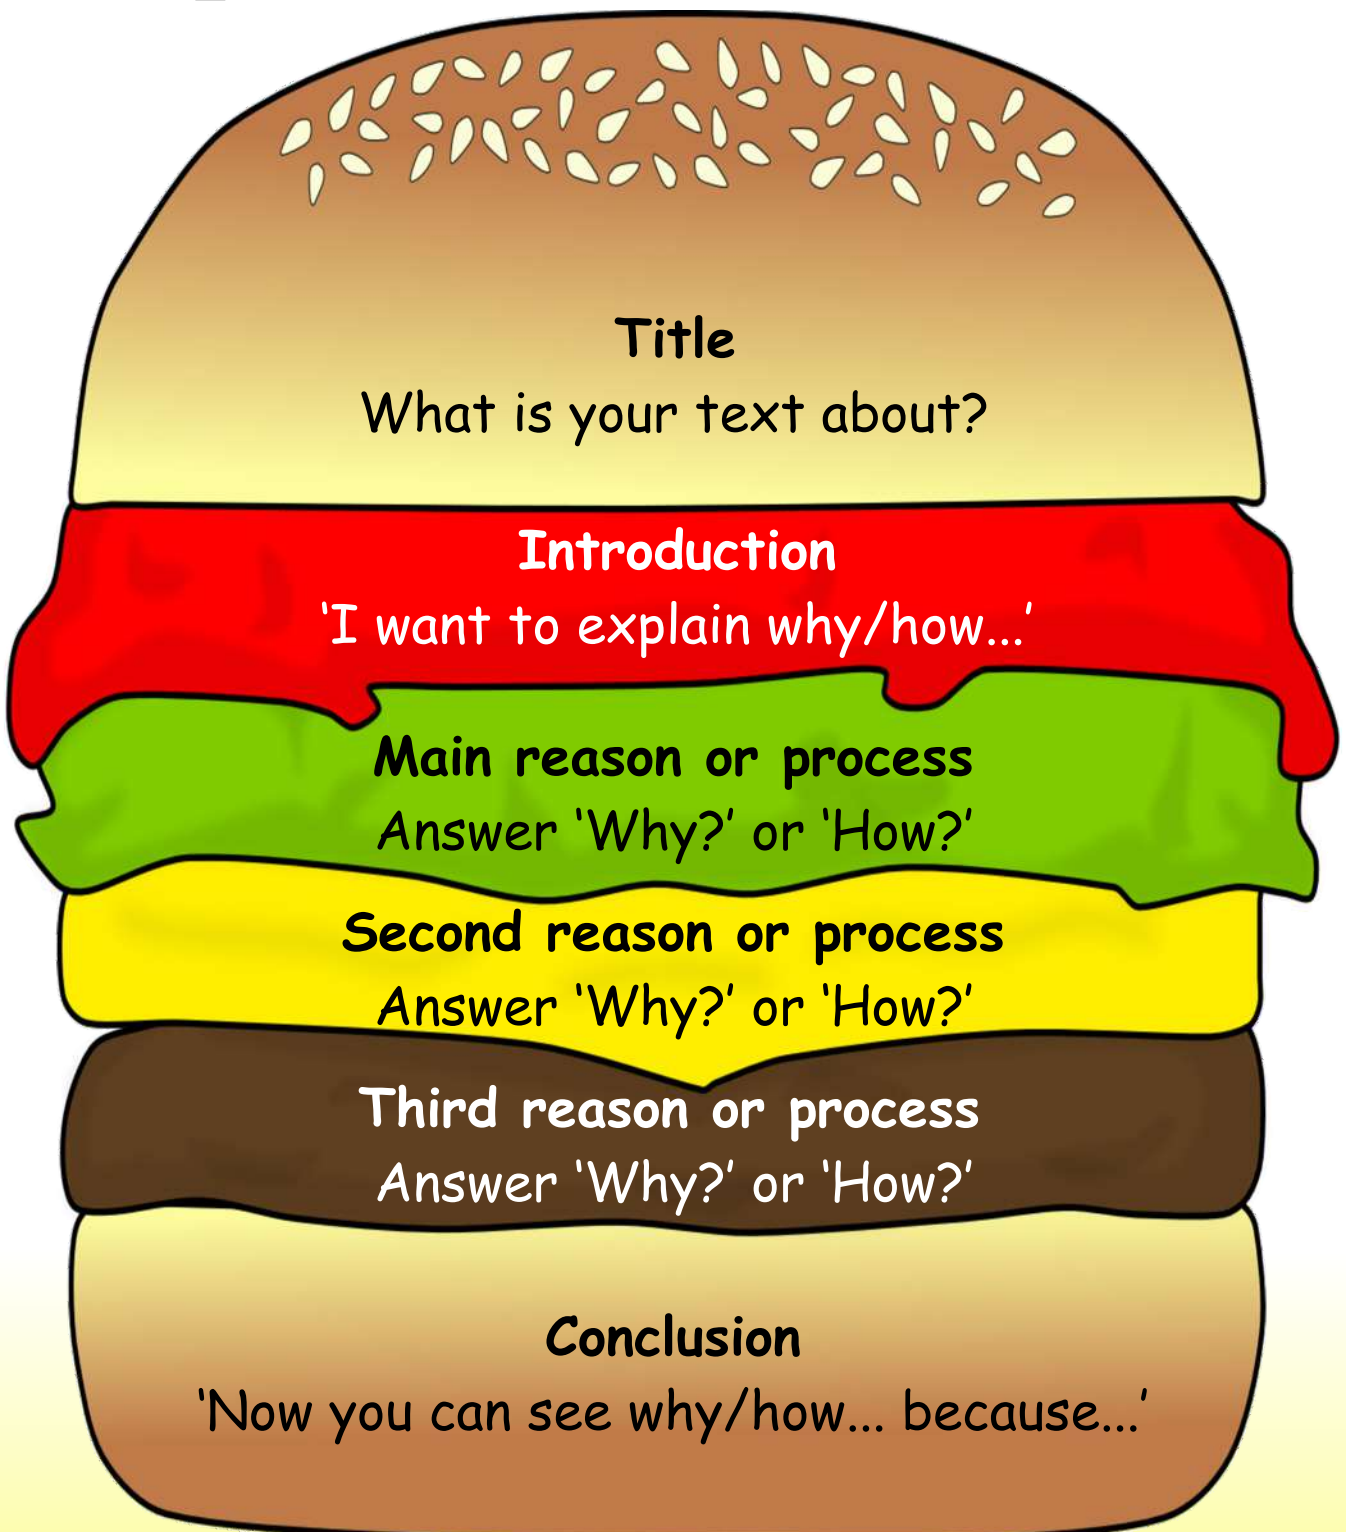 Title
What is your text about?
Introduction
‘I want to explain why/how...’
Main reason or process
Answer ‘Why?’ or ‘How?’
Second reason or process
Answer ‘Why?’ or ‘How?’
Third reason or process
Answer ‘Why?’ or ‘How?’
Conclusion
‘Now you can see why/how... because...’